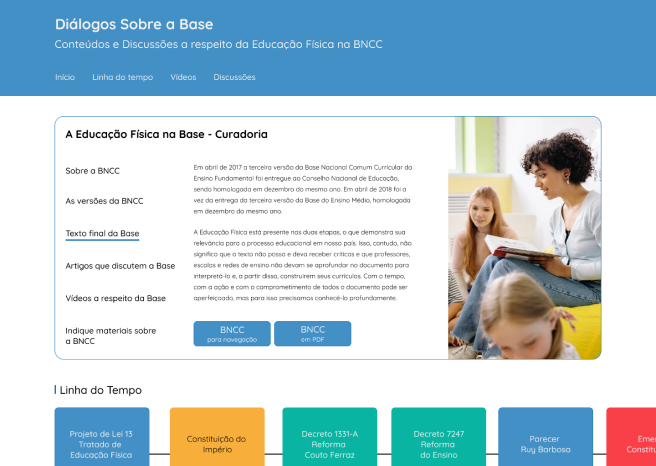 Diálogos Sobre a Base
Conteúdos e Discussões a respeito da Educação Física na BNCC
Início
Linha do tempo
Vídeos
Discussões
A Educação Física na Base - Curadoria
Sobre a BNCC
As versões da BNCC
Texto final da Base
Artigos que discutem a Base
Vídeos a respeito da Base
Indique materiais sobre
a BNCC
Em abril de 2017 a terceira versão da Base Nacional Comum Curricular do
Ensino Fundamental foi entregue ao Conselho Nacional de Educação,
sendo homologada em dezembro do mesmo ano. Em abril de 2018 foi a
vez da entrega da terceira versão da Base do Ensino Médio, homologada
em dezembro do mesmo ano.
A Educação Física está presente nas duas etapas, o que demonstra sua
relevância para o processo educacional em nosso país. Isso, contudo, não
significa que o texto não possa e deva receber críticas e que professores,
escolas e redes de ensino não devam se aprofundar no documento para
interpretá-lo e, a partir disso, construírem seus currículos. Com o tempo,
com a ação e com o comprometimento de todos o documento pode ser
aperfeiçoado, mas para isso precisamos conhecê-lo profundamente.
BNCC
para navegação
BNCC
em PDF
Linha do Tempo
Projeto de Lei 13
Tratado de
Educação Física
Constituição do
Império
Decreto 1331-A
Reforma
Couto Ferraz
Decreto 7247
Reforma
do Ensino
Parecer
Ruy Barbosa